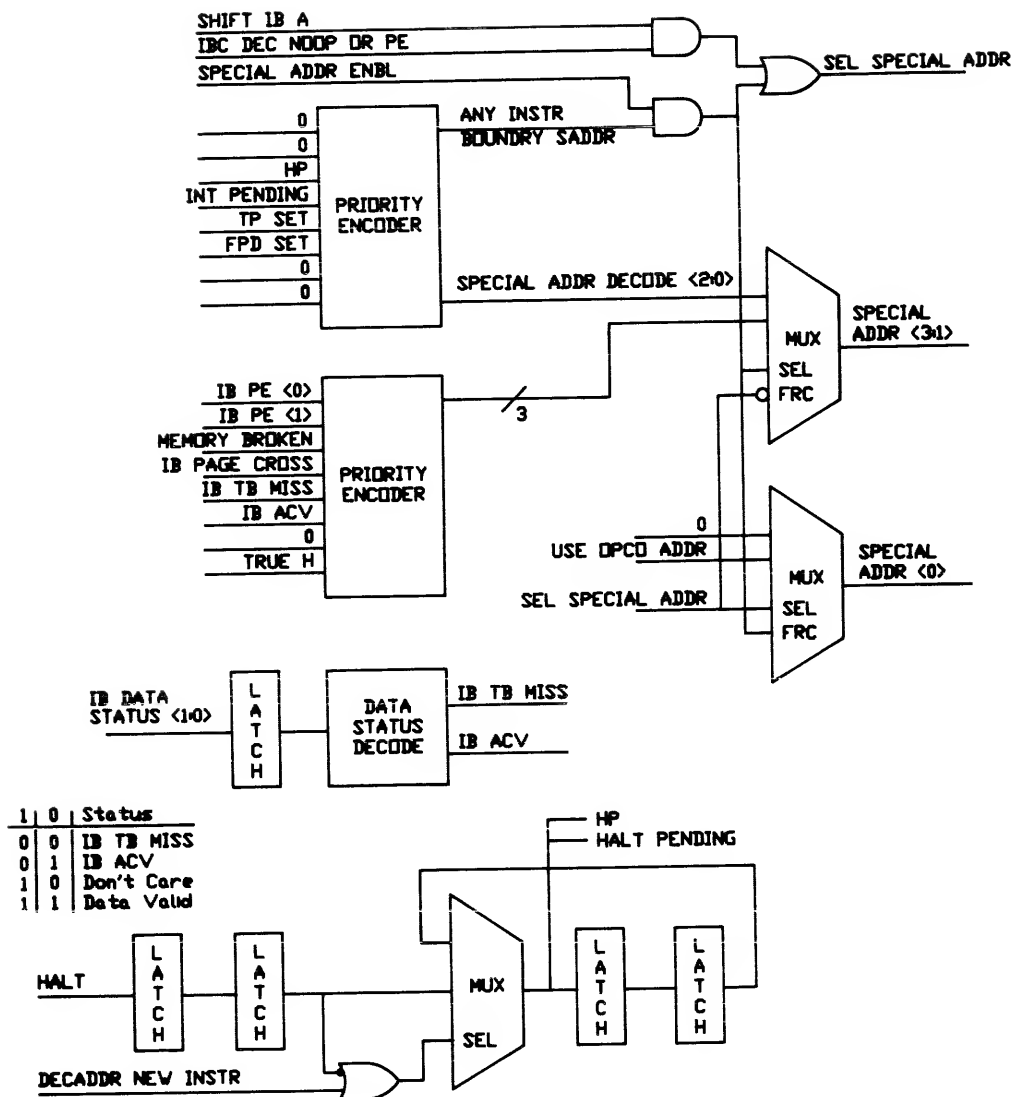 SHIFT IB A
IBC DEC NOOP OR PE
SPECIAL ADDR ENBL
SEL SPECIAL ADDR
0
0
HP
INT PENDING
TP SET
FPD SET
0
0
PRIORITY
ENCODER
ANY INSTR
BOUNDRY SADDR
SPECIAL ADDR DECODE <2:0>
MUX
SEL
FRC
SPECIAL
ADDR <3:1>
IB PE <0>
IB PE <1>
MEMORY BROKEN
IB PAGE CROSS
IB TB MISS
IB ACV
0
TRUE H
PRIORITY
ENCODER
3
0
USE OPCO ADDR
SEL SPECIAL ADDR
MUX
SEL
FRC
SPECIAL
ADDR <0>
IB DATA
STATUS <1:0>
LATCH
DATA
STATUS
DECODE
IB TB MISS
IB ACV
1 0 Status
0 0 IB TB MISS
0 1 IB ACV
1 0 Don't Care
1 1 Data Valid
HP
HALT PENDING
HALT
LATCH
LATCH
MUX
SEL
LATCH
LATCH
DECADDR NEW INSTR